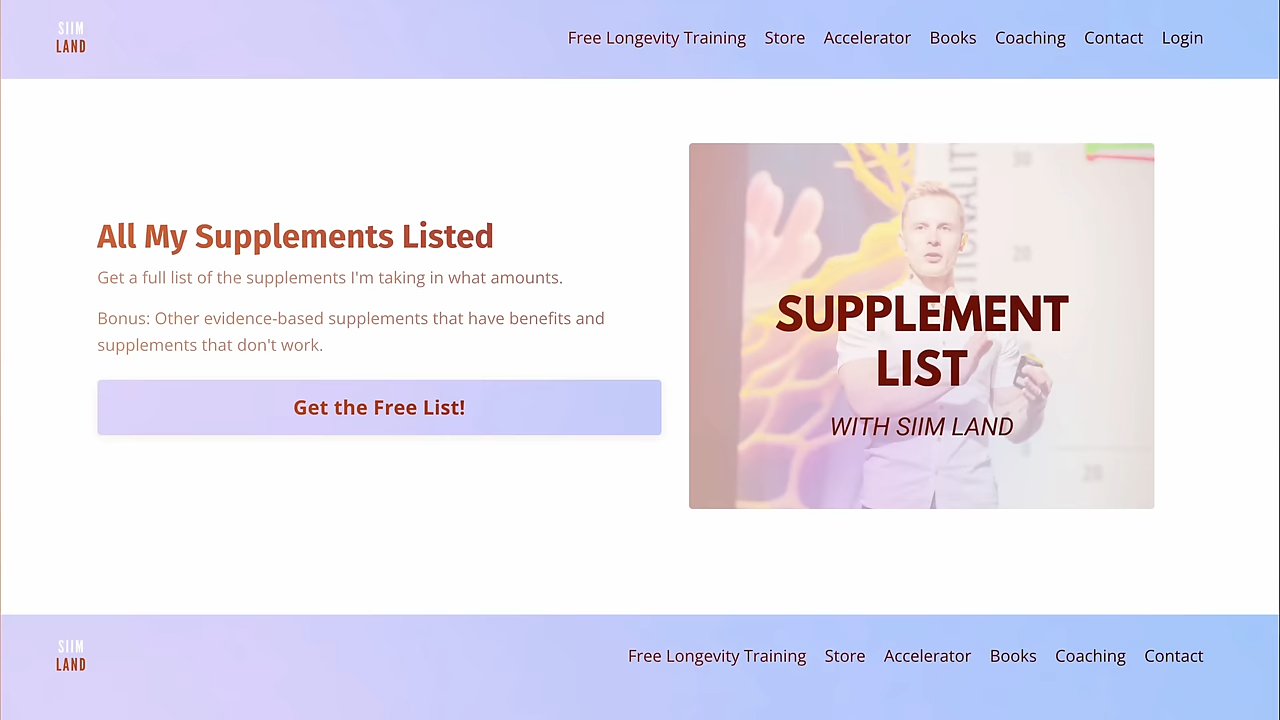 SIIM
LAND
Free Longevity Training Store Accelerator Books Coaching Contact Login
All My Supplements Listed
Get a full list of the supplements I'm taking in what amounts.
Bonus: Other evidence-based supplements that have benefits and
supplements that don't work.
Get the Free List!
30
20
SUPPLEMENT
LIST
WITH SIIM LAND
20
SIIM
LAND
Free Longevity Training Store Accelerator Books Coaching Contact